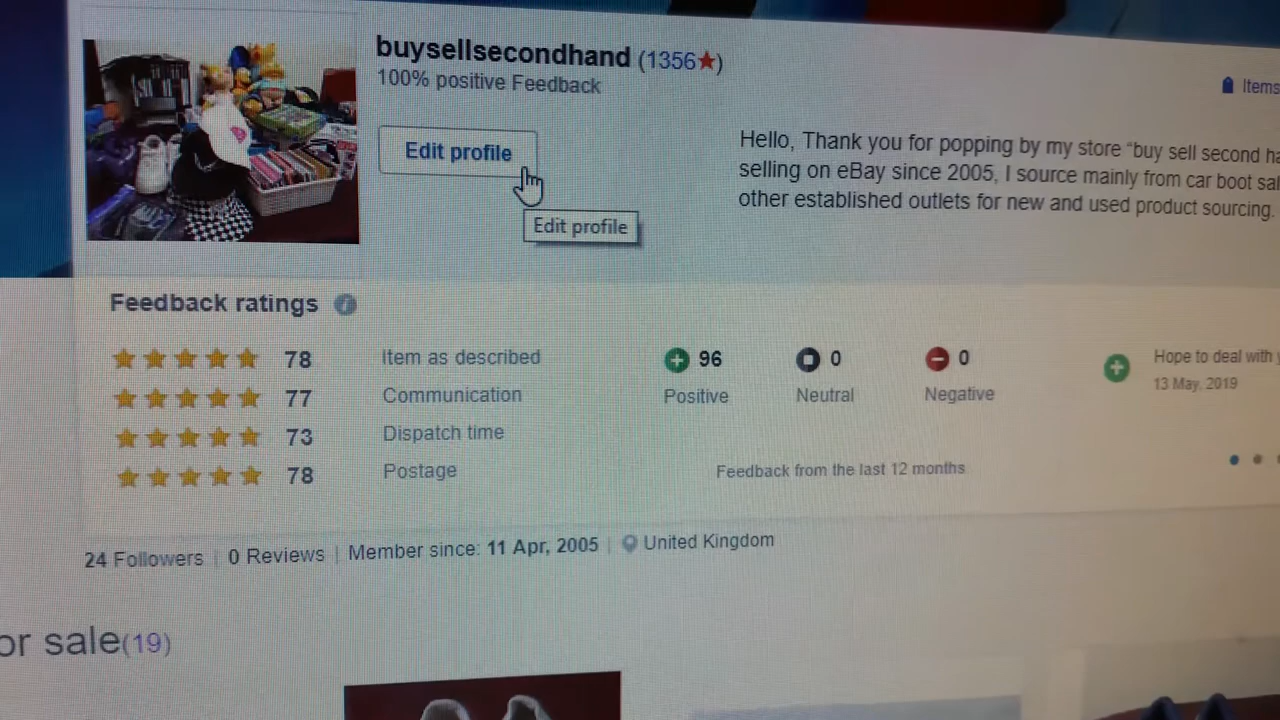 buysellsecondhand (1356★)
100% positive Feedback
Items
Edit profile
Edit profile
Hello, Thank you for popping by my store “buy sell second ha
selling on eBay since 2005, I source mainly from car boot sal
other established outlets for new and used product sourcing.
Feedback ratings
78 Item as described
77 Communication
73 Dispatch time
78 Postage
96 0 0
Positive Neutral Negative
Feedback from the last 12 months
Hope to deal with y
13 May, 2019
24 Followers | 0 Reviews | Member since: 11 Apr, 2005 | United Kingdom
or sale(19)